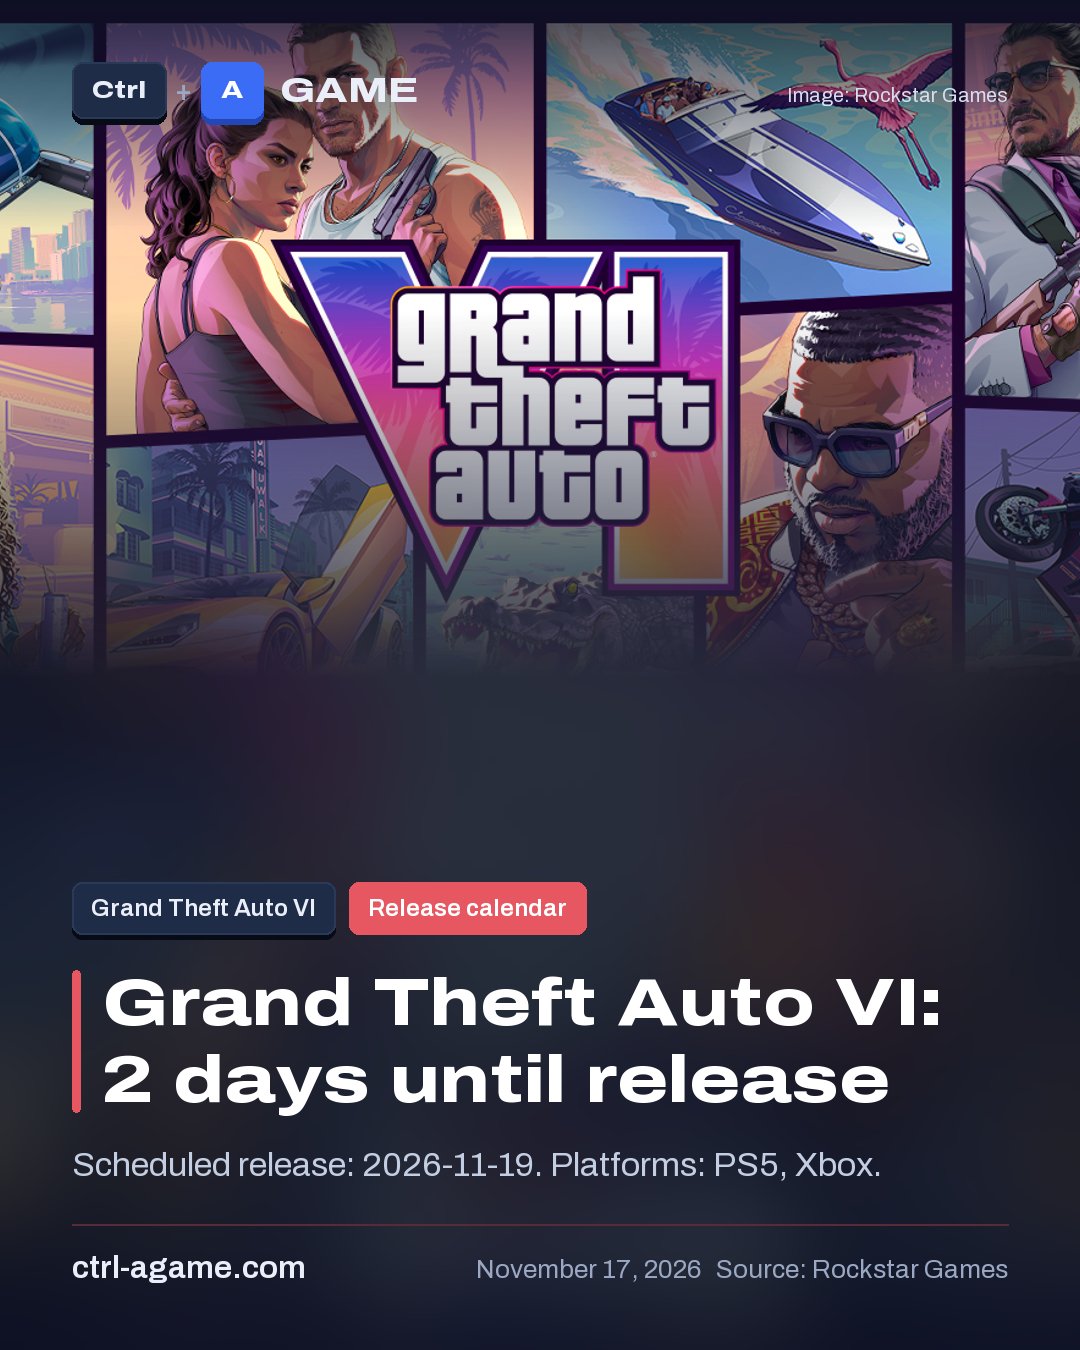 Ctrl + A GAME
Image: Rockstar Games
VI
grand
theft
auto
Grand Theft Auto VI
Release calendar
Grand Theft Auto VI:
2 days until release
Scheduled release: 2026-11-19. Platforms: PS5, Xbox.
ctrl-agame.com
November 17, 2026 Source: Rockstar Games